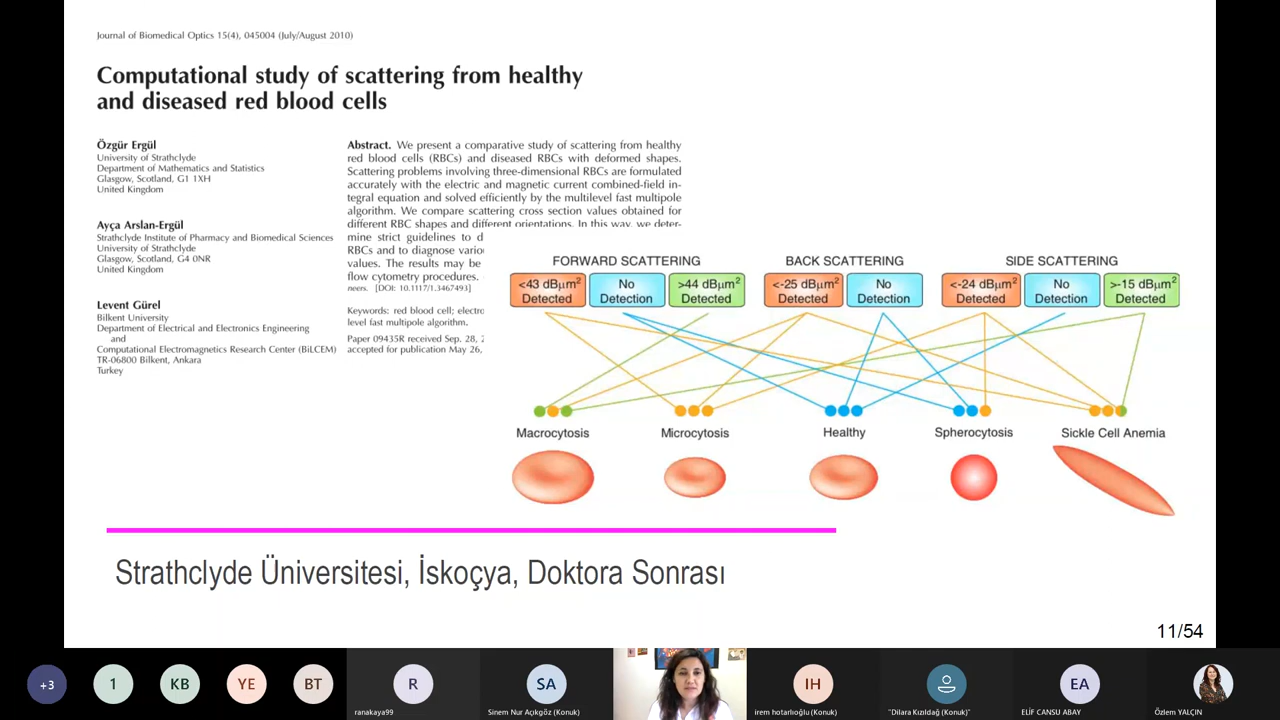 Journal of Biomedical Optics 15(4), 045004 (July/August 2010)
Computational study of scattering from healthy
and diseased red blood cells
Özgür Ergül
University of Strathclyde
Department of Mathematics and Statistics
Glasgow, Scotland, G1 1XH
United Kingdom
Ayça Arslan-Ergül
Strathclyde Institute of Pharmacy and Biomedical Sciences
University of Strathclyde
Glasgow, Scotland, G4 0NR
United Kingdom
Levent Gürel
Bilkent University
Department of Electrical and Electronics Engineering
and
Computational Electromagnetics Research Center (BiLCEM)
TR-06800 Bilkent, Ankara
Turkey
Abstract. We present a comparative study of scattering from healthy
red blood cells (RBCs) and diseased RBCs with deformed shapes.
Scattering problems involving three-dimensional RBCs are formulated
accurately with the electric and magnetic current combined-field in-
tegral equation and solved efficiently by the multilevel fast multipole
algorithm. We compare scattering cross section values obtained for
different RBC shapes and different orientations. In this way, we deter-
mine strict guidelines to d
RBCs and to diagnose variou
values. The results may be
flow cytometry procedures.
neers. [DOI: 10.1117/1.3467493]
Keywords: red blood cell; electro
level fast multipole algorithm.
Paper 09435R received Sep. 28, 2
accepted for publication May 26,
FORWARD SCATTERING BACK SCATTERING SIDE SCATTERING
<43 dBµm² No >44 dBµm² <-25 dBµm² No <-24 dBµm² No >-15 dBµm²
Detected Detection Detected Detected Detection Detected Detection Detected
Macrocytosis Microcytosis Healthy Spherocytosis Sickle Cell Anemia
Strathclyde Üniversitesi, İskoçya, Doktora Sonrası
11/54
+3 1 KB YE BT R SA IH EA
ranakaya99 Sinem Nur Açıkgöz (Konuk) irem hotarlıoğlu (Konuk) "Dilara Kızıldağ (Konuk)" ELİF CANSU ABAY Özlem YALÇIN